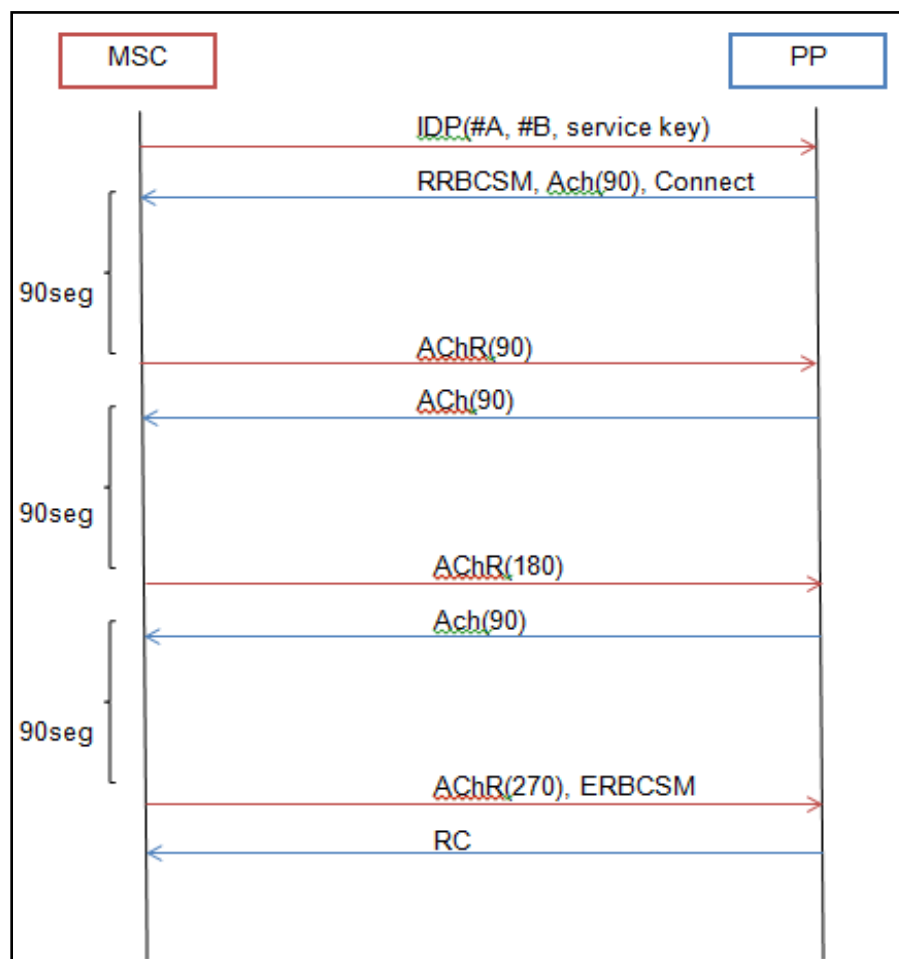 MSC
PP
IDP(#A, #B, service key)
RRBCSM, Ach(90), Connect
90seg
AChR(90)
ACh(90)
90seg
AChR(180)
Ach(90)
90seg
AChR(270), ERBCSM
RC